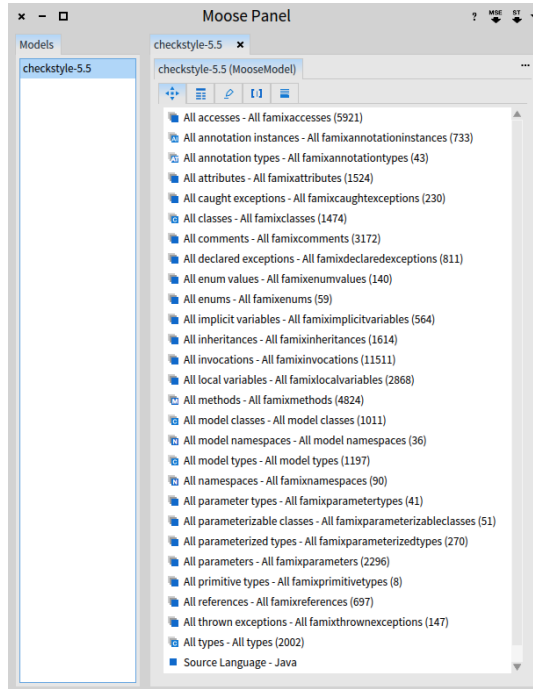 Moose Panel
? MSE ST
Models
checkstyle-5.5
checkstyle-5.5
checkstyle-5.5 (MooseModel)
All accesses - All famixaccesses (5921)
All annotation instances - All famixannotationinstances (733)
All annotation types - All famixannotationtypes (43)
All attributes - All famixattributes (1524)
All caught exceptions - All famixcaughtexceptions (230)
All classes - All famixclasses (1474)
All comments - All famixcomments (3172)
All declared exceptions - All famixdeclaredexceptions (811)
All enum values - All famixenumvalues (140)
All enums - All famixenums (59)
All implicit variables - All famiximplicitvariables (564)
All inheritances - All famixinheritances (1614)
All invocations - All famixinvocations (11511)
All local variables - All famixlocalvariables (2868)
All methods - All famixmethods (4824)
All model classes - All model classes (1011)
All model namespaces - All model namespaces (36)
All model types - All model types (1197)
All namespaces - All famixnamespaces (90)
All parameter types - All famixparametertypes (41)
All parameterizable classes - All famixparameterizableclasses (51)
All parameterized types - All famixparameterizedtypes (270)
All parameters - All famixparameters (2296)
All primitive types - All famixprimitivetypes (8)
All references - All famixreferences (697)
All thrown exceptions - All famixthrownexceptions (147)
All types - All types (2002)
Source Language - Java